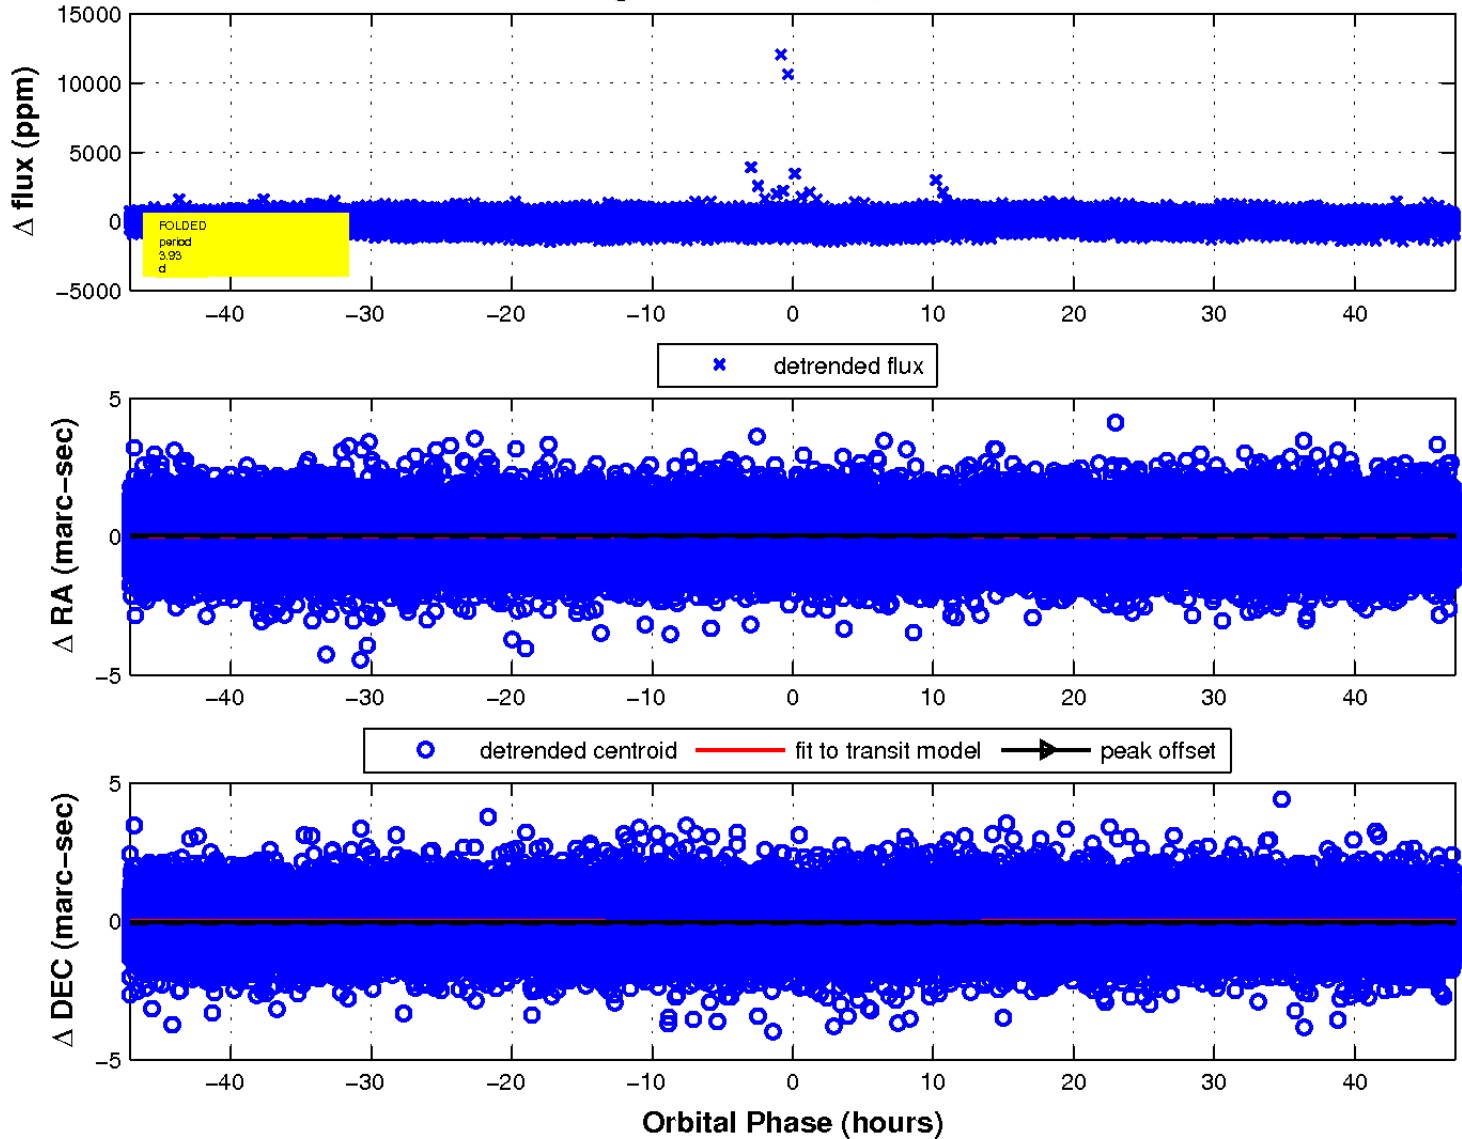 15000
10000
5000
0
−5000
Δ flux (ppm)
FOLDED
period
3.93
d
−40 −30 −20 −10 0 10 20 30 40
detrended flux
5
0
−5
Δ RA (marc−sec)
−40 −30 −20 −10 0 10 20 30 40
detrended centroid fit to transit model peak offset
5
0
−5
Δ DEC (marc−sec)
−40 −30 −20 −10 0 10 20 30 40
Orbital Phase (hours)